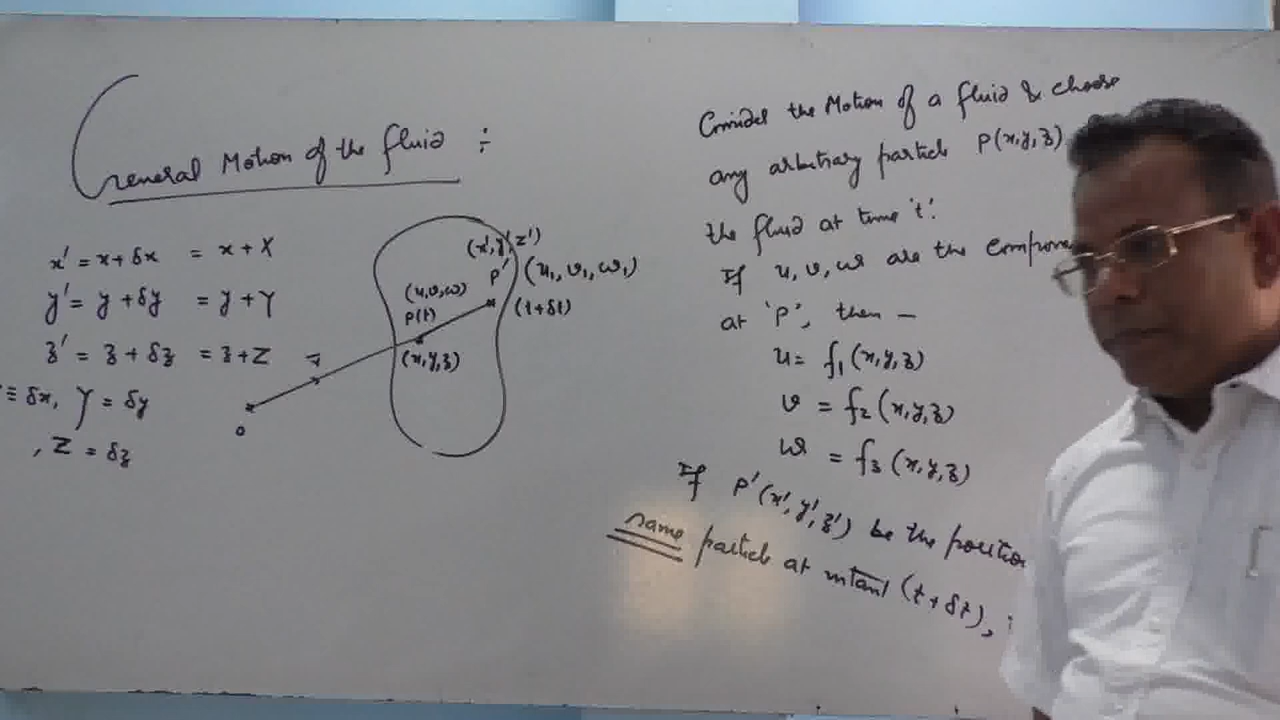 General Motion of the fluid :
x' = x + δx = x + X
y' = y + δy = y + Y
z' = z + δz = z + Z
≡ δx, Y = δy
, Z = δz
(x', y', z')
P' (u₁, v₁, w₁)
(t+δt)
(u, v, w)
P(t)
(x, y, z)
o
Consider the Motion of a fluid & choose
any arbitrary particle P(x, y, z)
the fluid at time 't'.
If u, v, w are the
at 'P', then —
u = f₁ (x, y, z)
v = f₂ (x, y, z)
w = f₃ (x, y, z)
If P' (x', y', z') be the position
same particle at instant (t + δt),